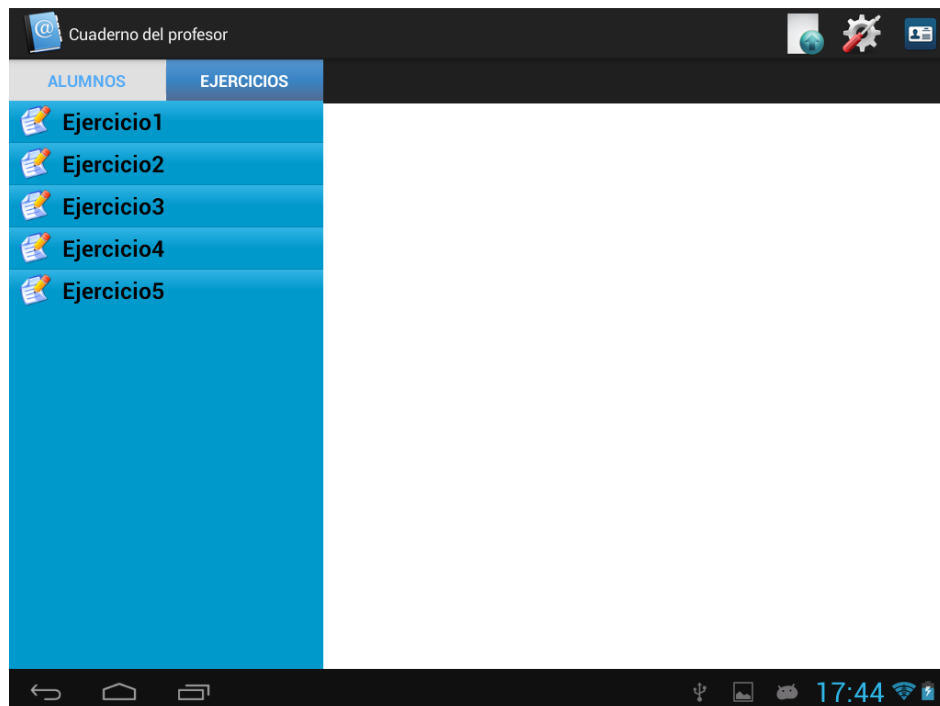 Cuaderno del profesor
ALUMNOS EJERCICIOS
Ejercicio1
Ejercicio2
Ejercicio3
Ejercicio4
Ejercicio5
17:44